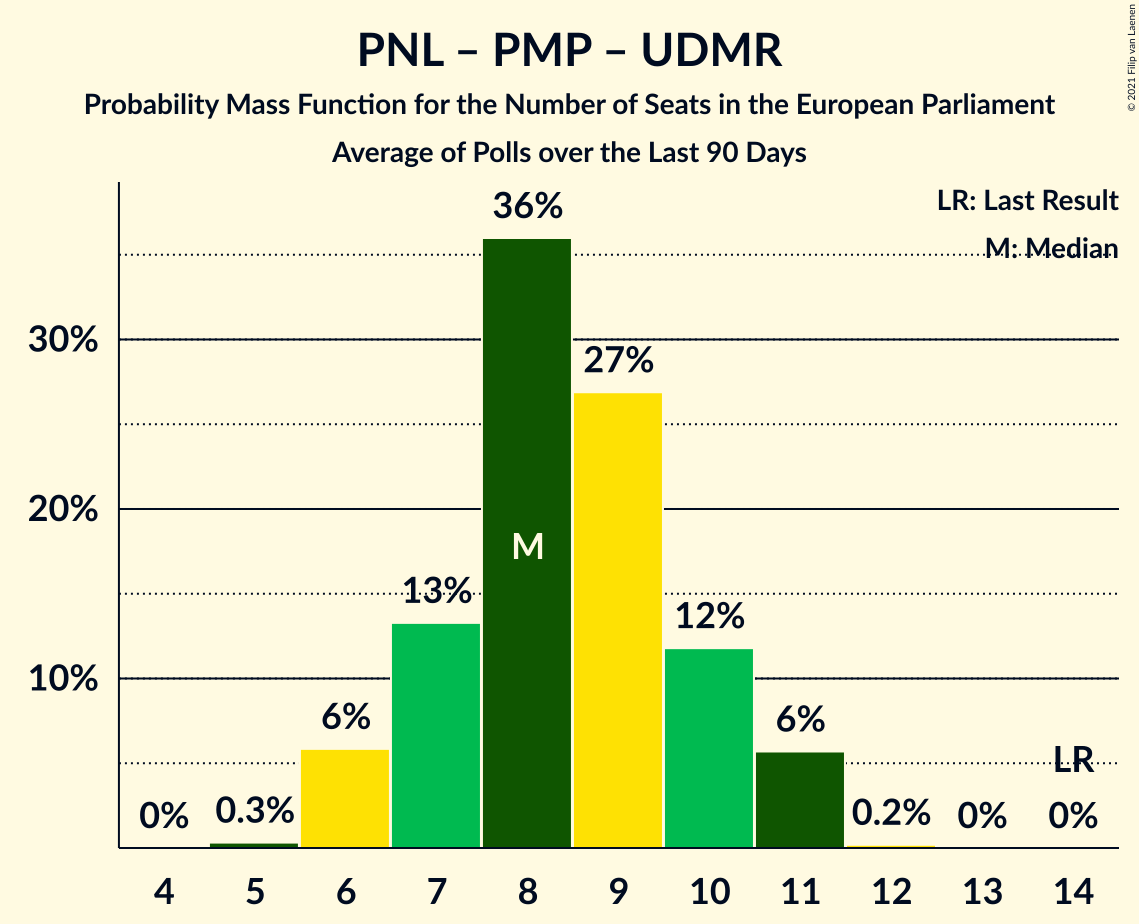 PNL – PMP – UDMR
Probability Mass Function for the Number of Seats in the European Parliament
Average of Polls over the Last 90 Days
© 2021 Filip van Laenen
LR: Last Result
M: Median
36%
30%
27%
20%
M
13%
12%
10%
6%
6%
LR
0%
0.3%
0.2%
0%
0%
4 5 6 7 8 9 10 11 12 13 14